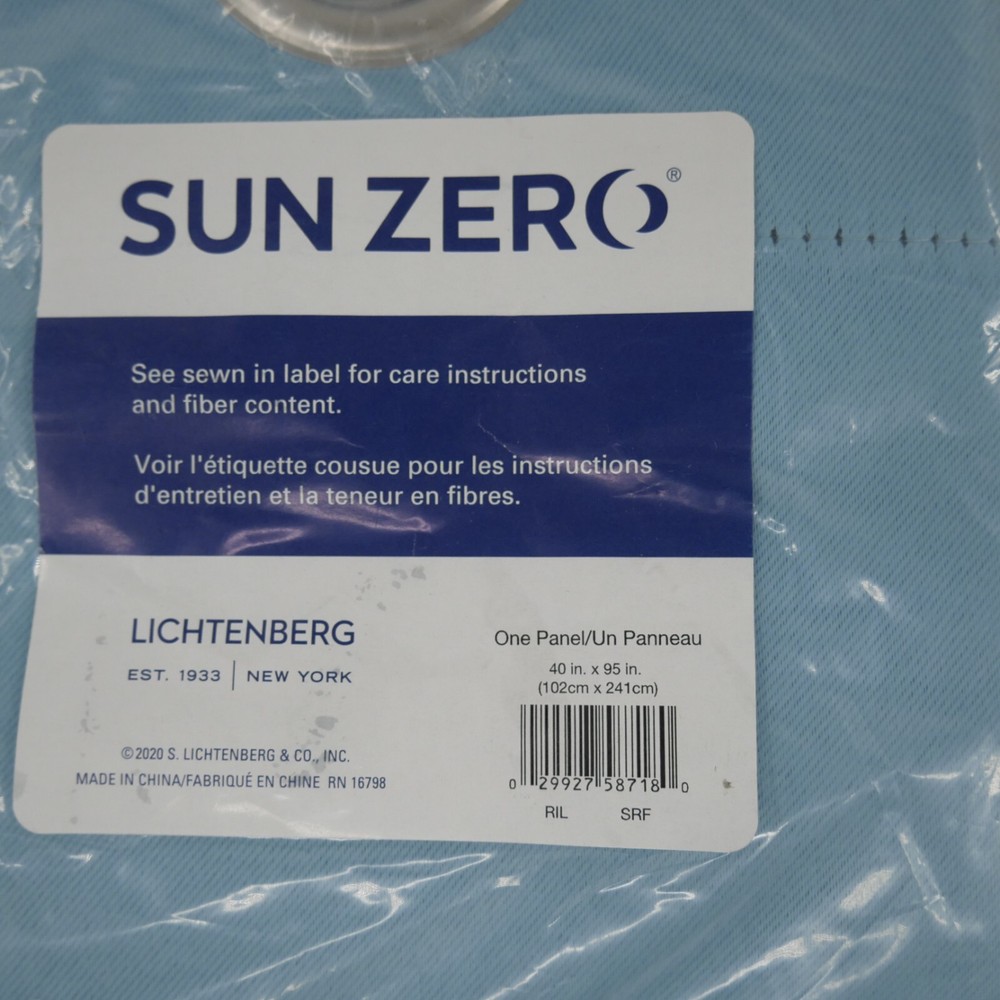 SUN ZERO®
See sewn in label for care instructions
and fiber content.
Voir l'étiquette cousue pour les instructions
d'entretien et la teneur en fibres.
LICHTENBERG
EST. 1933 | NEW YORK
©2020 S. LICHTENBERG & CO., INC.
MADE IN CHINA/FABRIQUÉ EN CHINE RN 16798
One Panel/Un Panneau
40 in. x 95 in.
(102cm x 241cm)
0 29927 58718 0
RIL SRF